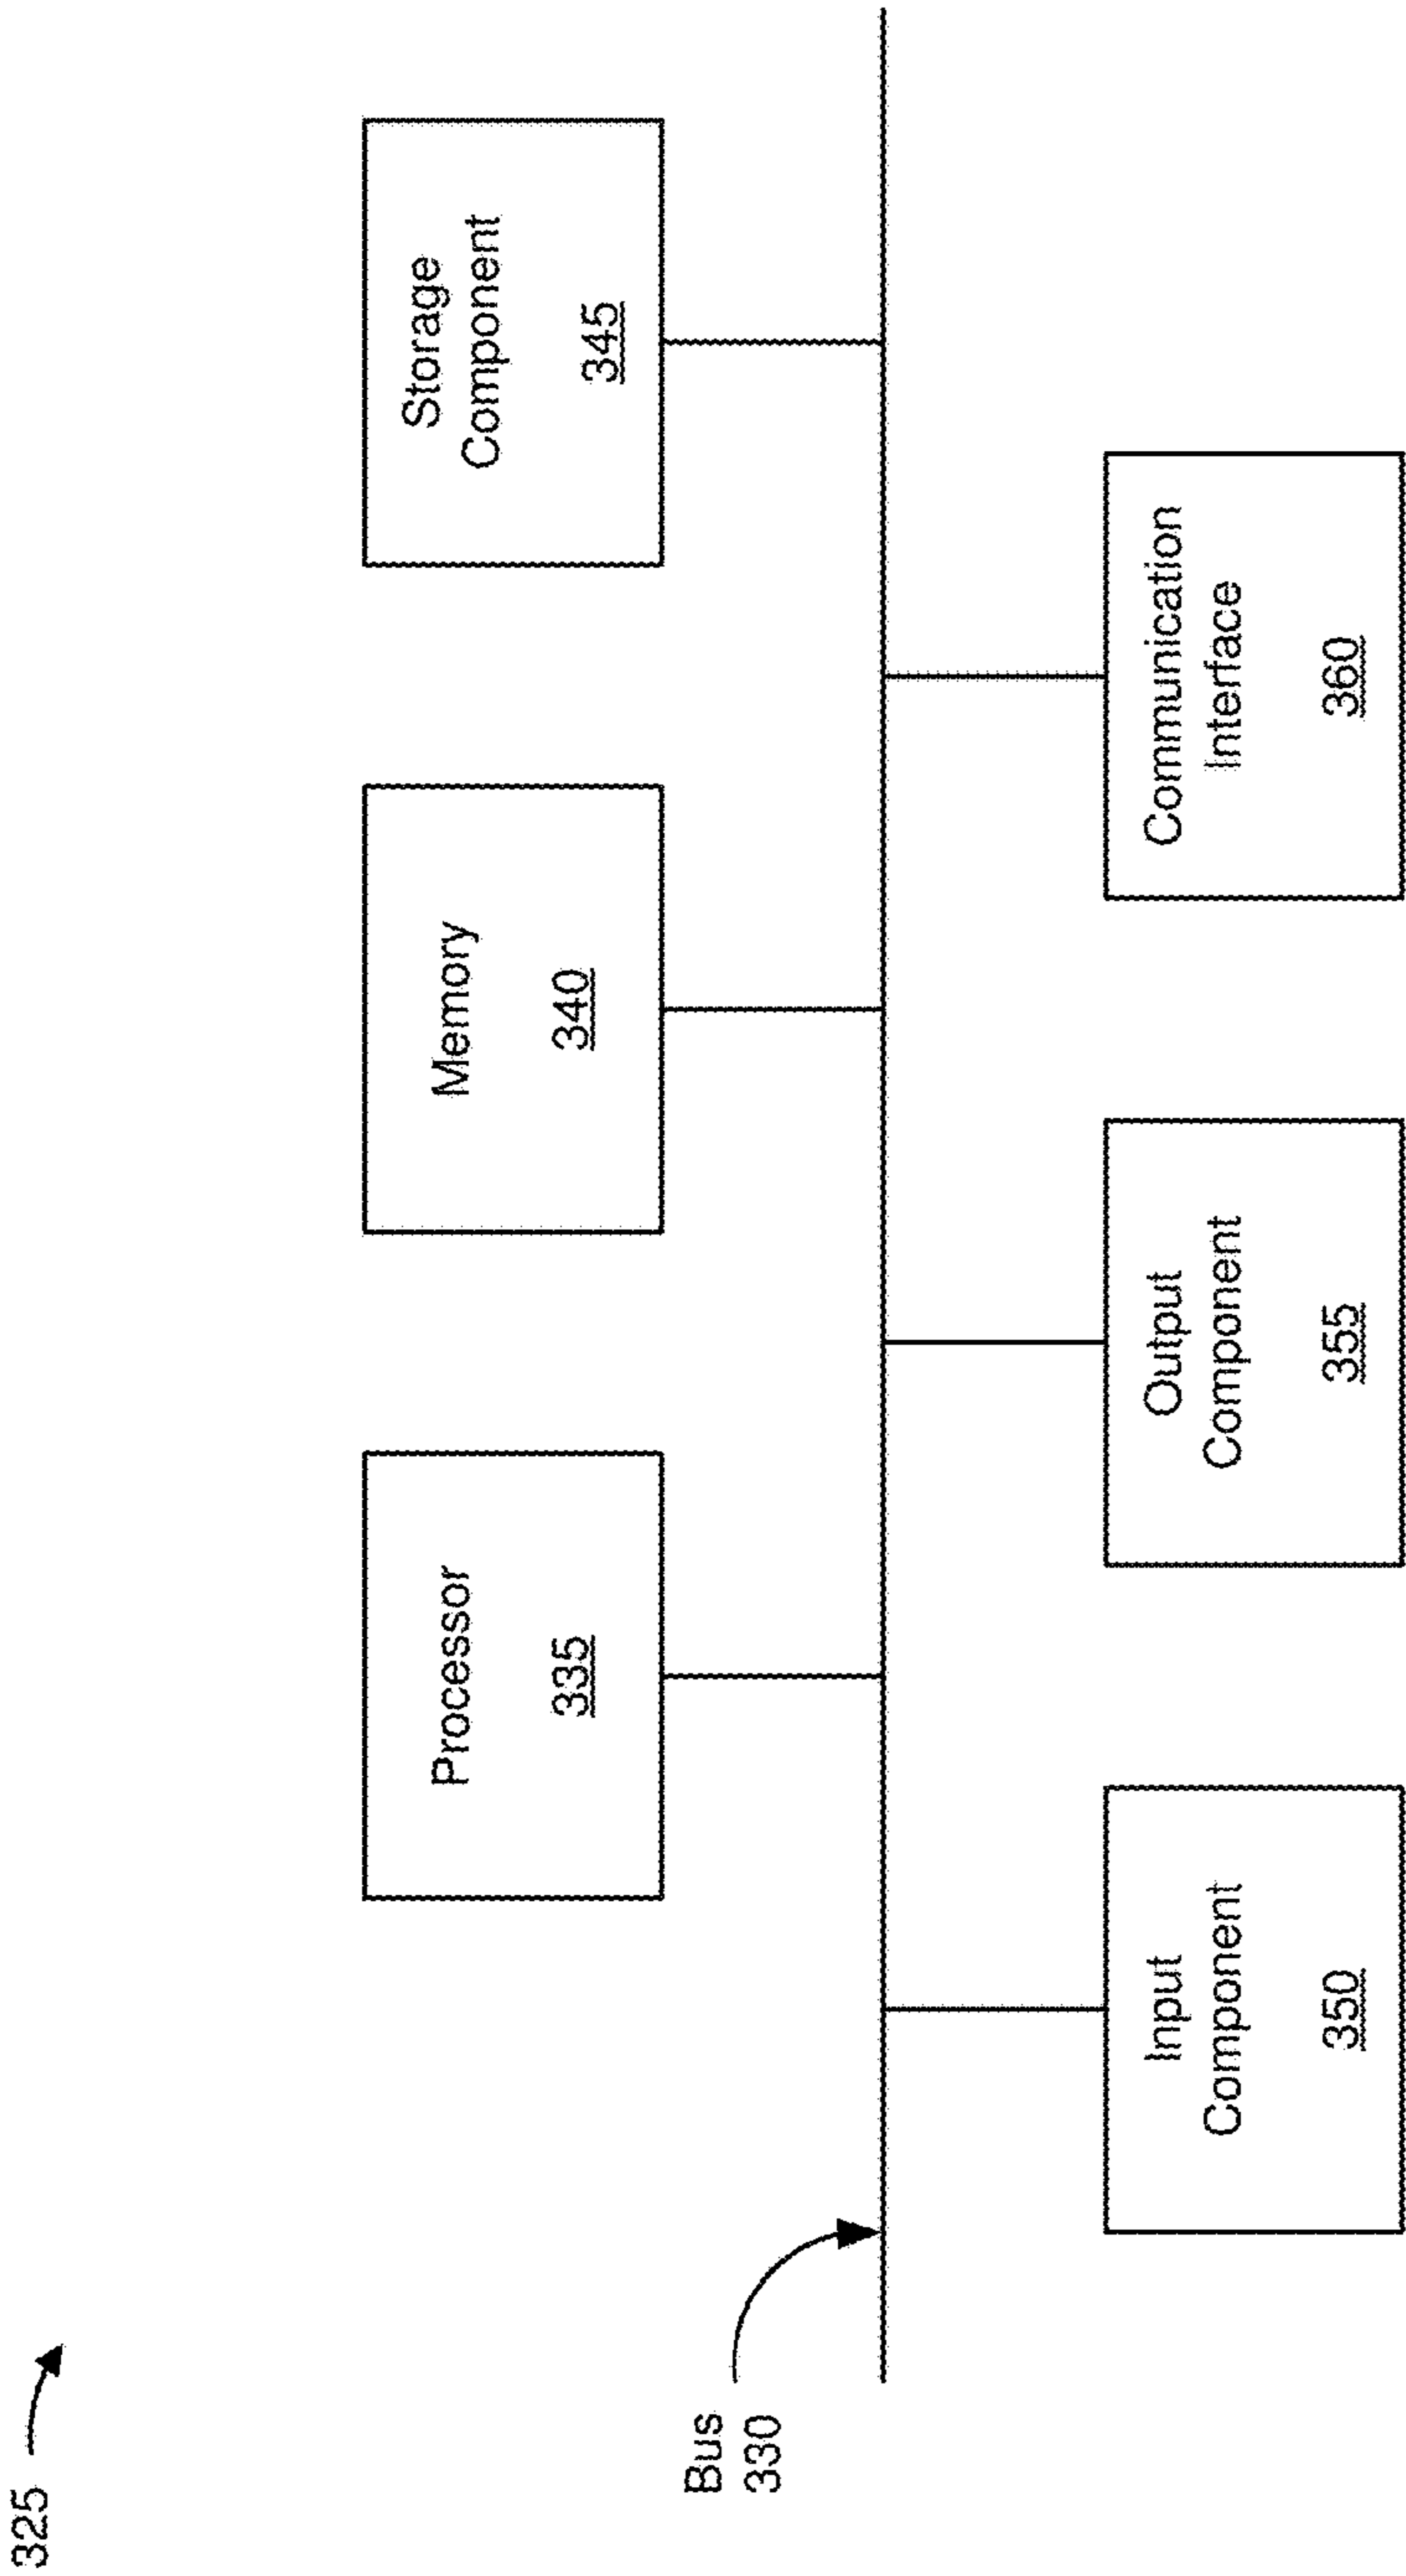 325
Processor
335
Memory
340
Storage
Component
345
Bus
330
Input
Component
350
Output
Component
355
Communication
Interface
360